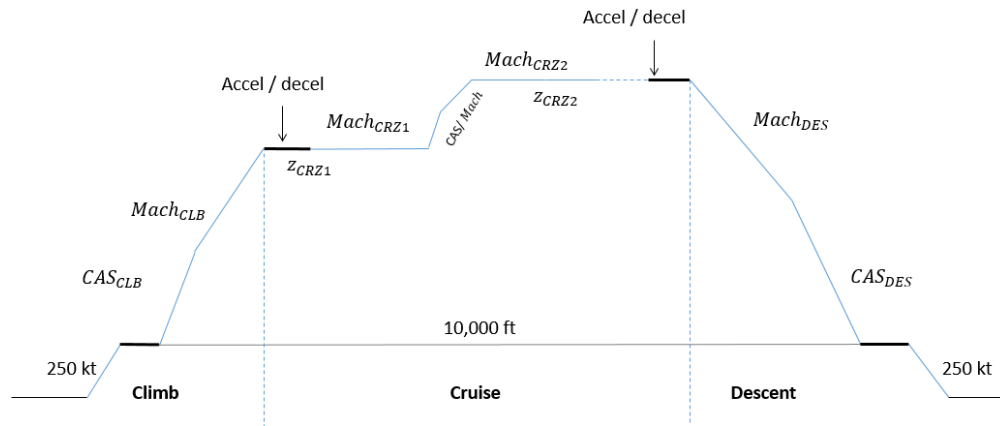 Accel / decel
Mach_CRZ2
Accel / decel
z_CRZ2
Mach_CRZ1
CAS/ Mach
Mach_DES
z_CRZ1
Mach_CLB
CAS_CLB
CAS_DES
10,000 ft
250 kt
250 kt
Climb
Cruise
Descent